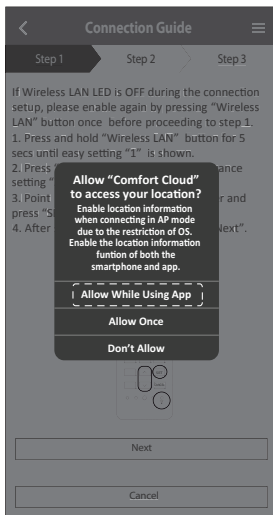 Connection Guide
Step 1
Step 2
Step 3
If Wireless LAN LED is OFF during the connection
setup, please enable again by pressing “Wireless
LAN” button once before proceeding to step 1.
1. Press and hold “Wireless LAN” button for 5
secs until easy setting “1” is shown.
2. Press
setting “
3. Point
er and
press
4. After
Next”.
Allow “Comfort Cloud”
to access your location?
Enable location information
when connecting in AP mode
due to the restriction of OS.
Enable the location information
funtion of both the
smartphone and app.
Allow While Using App
Allow Once
Don’t Allow
Next
Cancel